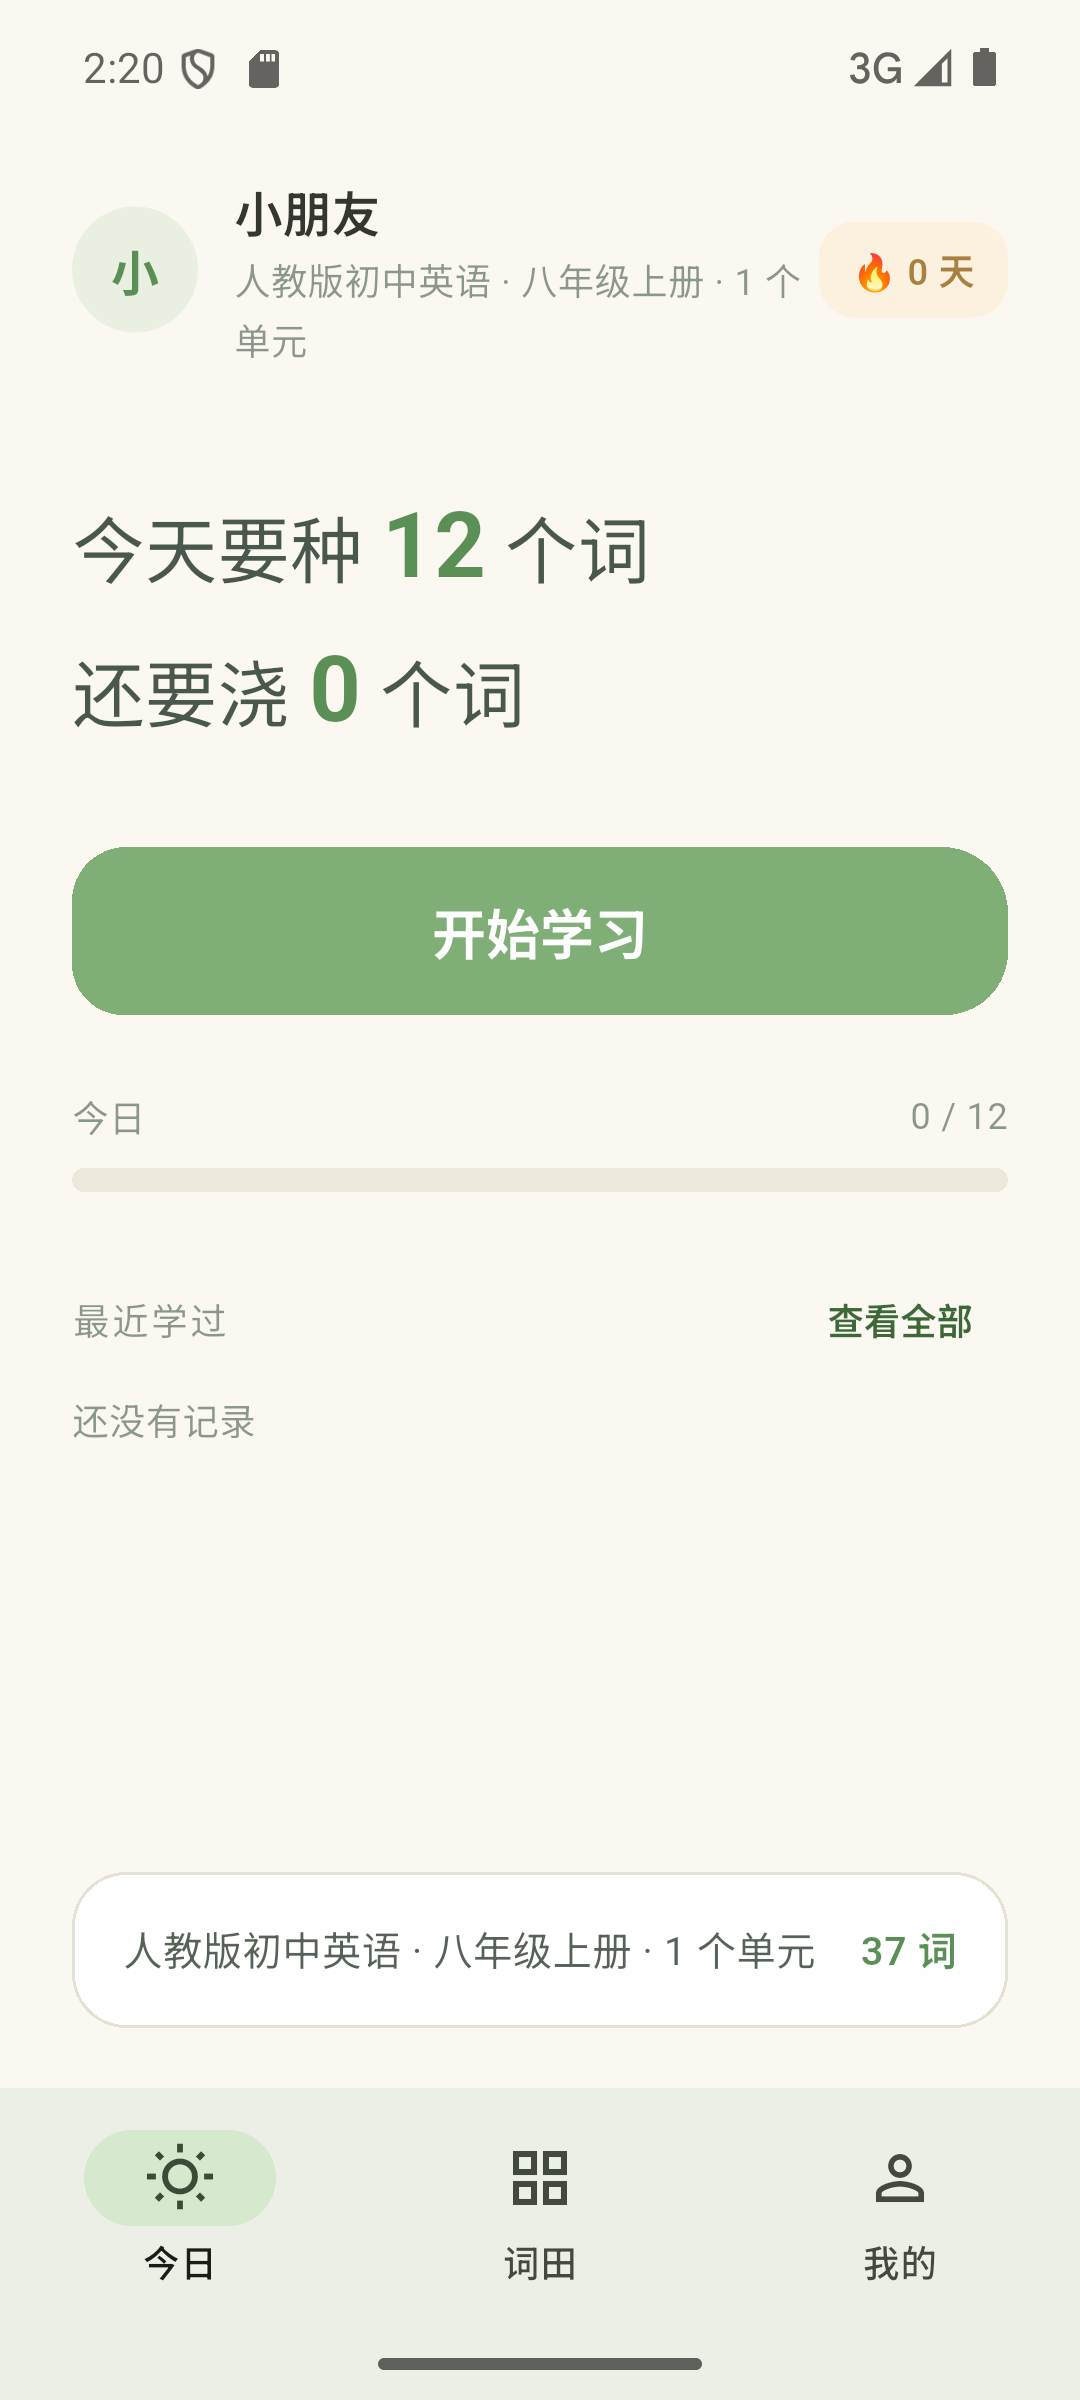 2:20
3G
小
小朋友
人教版初中英语 · 八年级上册 · 1 个
单元
🔥 0 天
今天要种 12 个词
还要浇 0 个词
开始学习
今日
0 / 12
最近学过
查看全部
还没有记录
人教版初中英语 · 八年级上册 · 1 个单元
37 词
今日
词田
我的